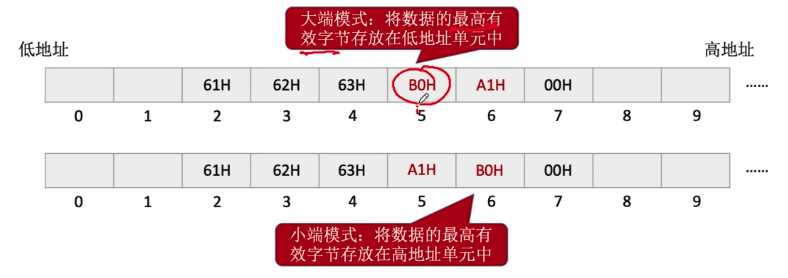 大端模式：将数据的最高有
效字节存放在低地址单元中
低地址
高地址
61H 62H 63H B0H A1H 00H ……
0 1 2 3 4 5 6 7 8 9
61H 62H 63H A1H B0H 00H ……
0 1 2 3 4 5 6 7 8 9
小端模式：将数据的最高有
效字节存放在高地址单元中